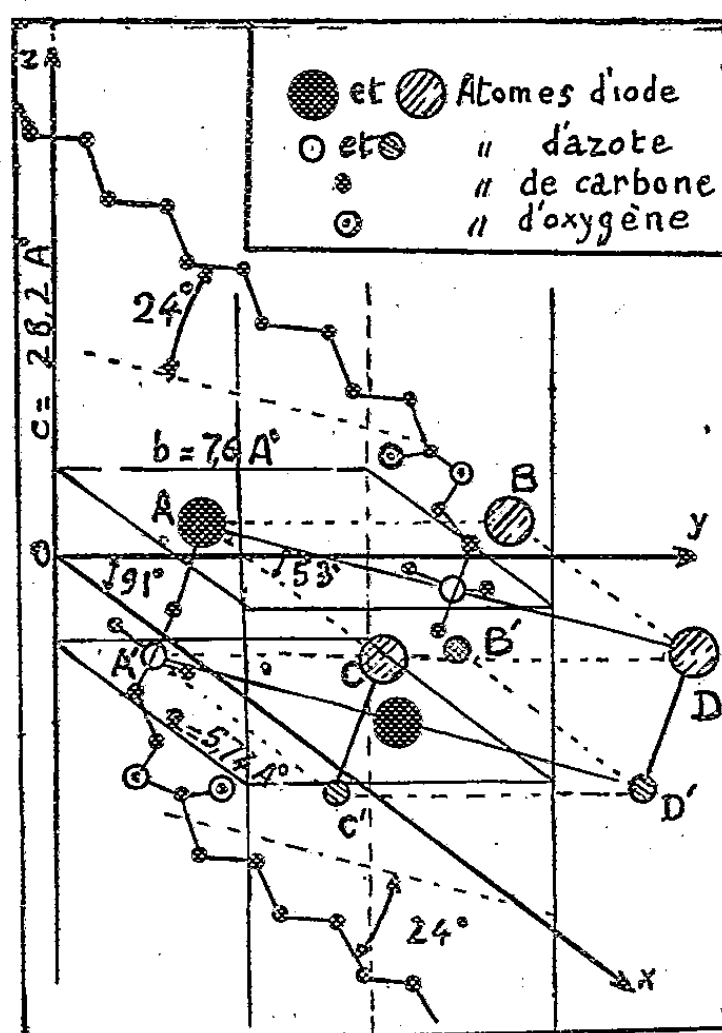 z
et Atomes d'iode
et " d'azote
" de carbone
" d'oxygène
24°
c = 28,2 A°
b = 7,6 A°
A
B
y
O
91°
53°
A'
C
B'
D
a = 5,74 A°
C'
D'
24°
x